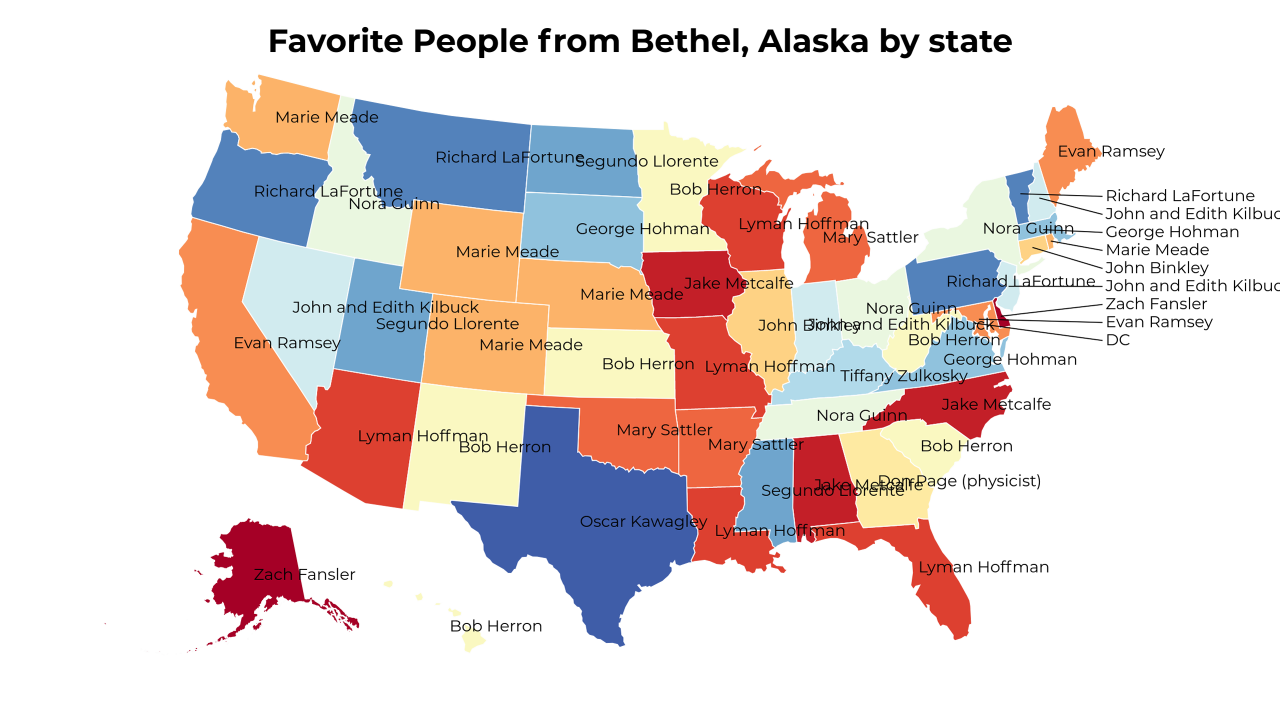 Favorite People from Bethel, Alaska by state
Marie Meade
Richard LaFortune
Segundo Llorente
Evan Ramsey
Bob Herron
Richard LaFortune
Nora Guinn
Richard LaFortune
John and Edith Kilbuc
Lyman Hoffman
Mary Sattler
George Hohman
Nora Guinn
George Hohman
Marie Meade
Marie Meade
John Binkley
Jake Metcalfe
Richard LaFortune
John and Edith Kilbuc
Marie Meade
John and Edith Kilbuck
Nora Guinn
Zach Fansler
Segundo Llorente
John Binkley
John and Edith Kilbuck
Evan Ramsey
Evan Ramsey
Marie Meade
Bob Herron
DC
George Hohman
Bob Herron
Lyman Hoffman
Tiffany Zulkosky
Jake Metcalfe
Nora Guinn
Mary Sattler
Lyman Hoffman
Bob Herron
Mary Sattler
Bob Herron
Don Page (physicist)
Jake Metcalfe
Segundo Llorente
Oscar Kawagley
Lyman Hoffman
Lyman Hoffman
Zach Fansler
Bob Herron